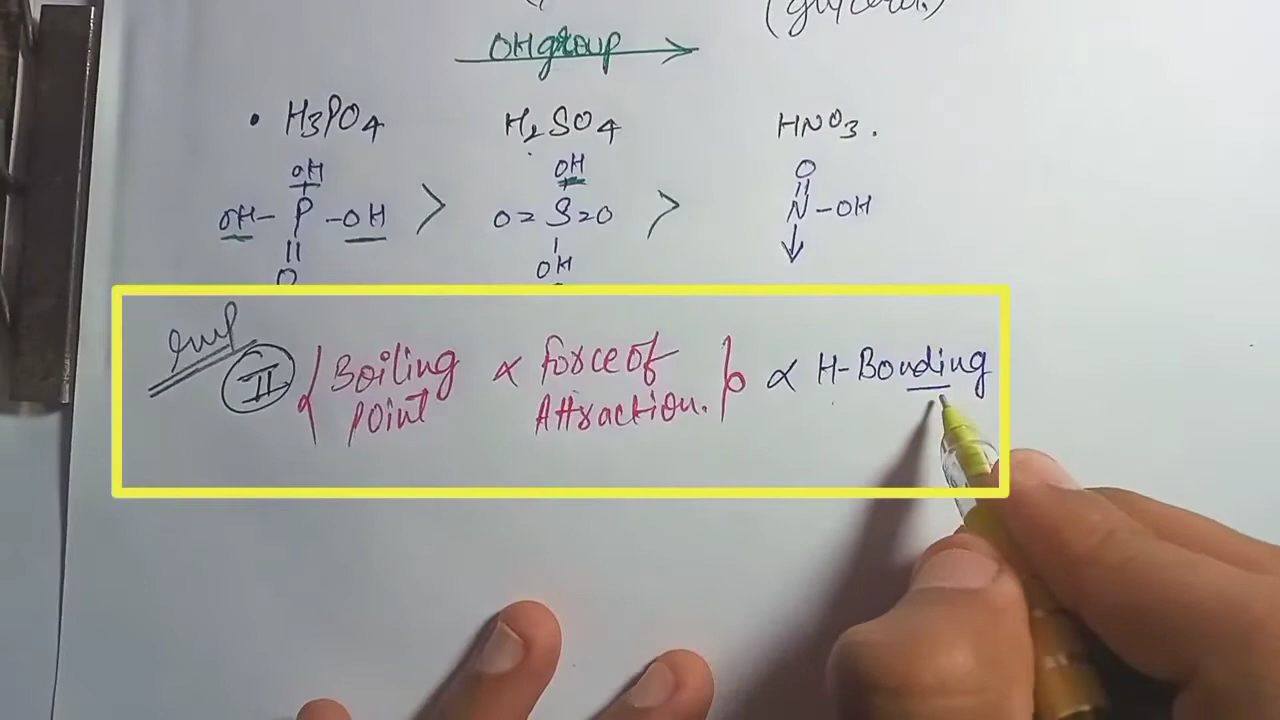 (glycerol)
OH group
• H3PO4 H2SO4 HNO3.
OH OH O
OH-P-OH > O=S=O > N-OH
O OH
Imp
II Boiling Point ∝ force of Attraction. ∝ H-Bonding